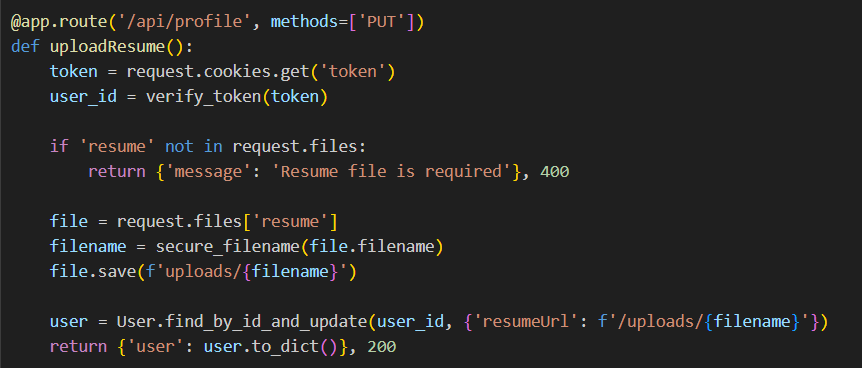 @app.route('/api/profile', methods=['PUT'])
def uploadResume():
    token = request.cookies.get('token')
    user_id = verify_token(token)

    if 'resume' not in request.files:
        return {'message': 'Resume file is required'}, 400

    file = request.files['resume']
    filename = secure_filename(file.filename)
    file.save(f'uploads/{filename}')

    user = User.find_by_id_and_update(user_id, {'resumeUrl': f'/uploads/{filename}'})
    return {'user': user.to_dict()}, 200